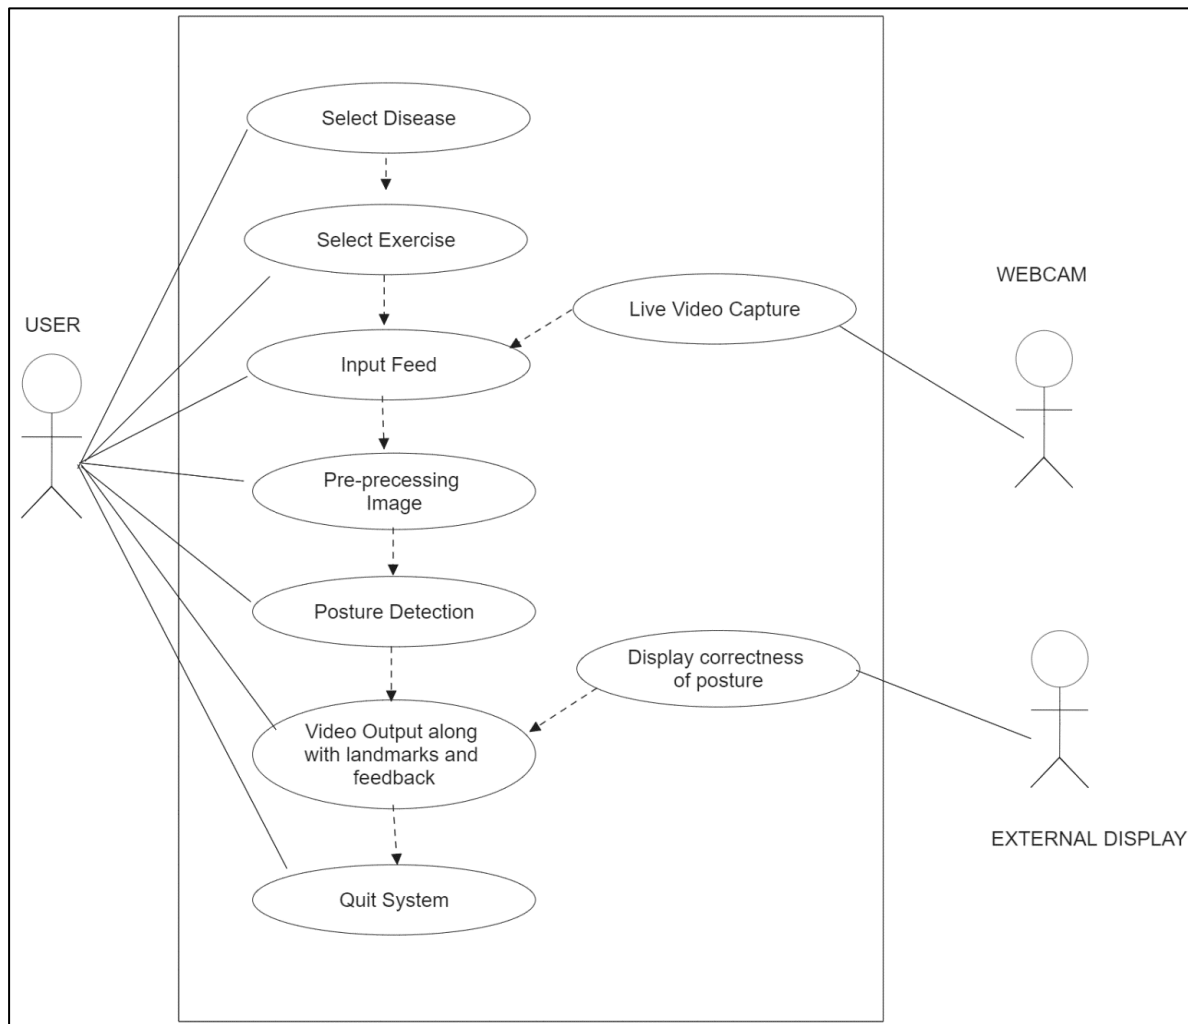 Select Disease
Select Exercise
WEBCAM
Live Video Capture
USER
Input Feed
Pre-precessing
Image
Posture Detection
Display correctness
of posture
Video Output along
with landmarks and
feedback
EXTERNAL DISPLAY
Quit System